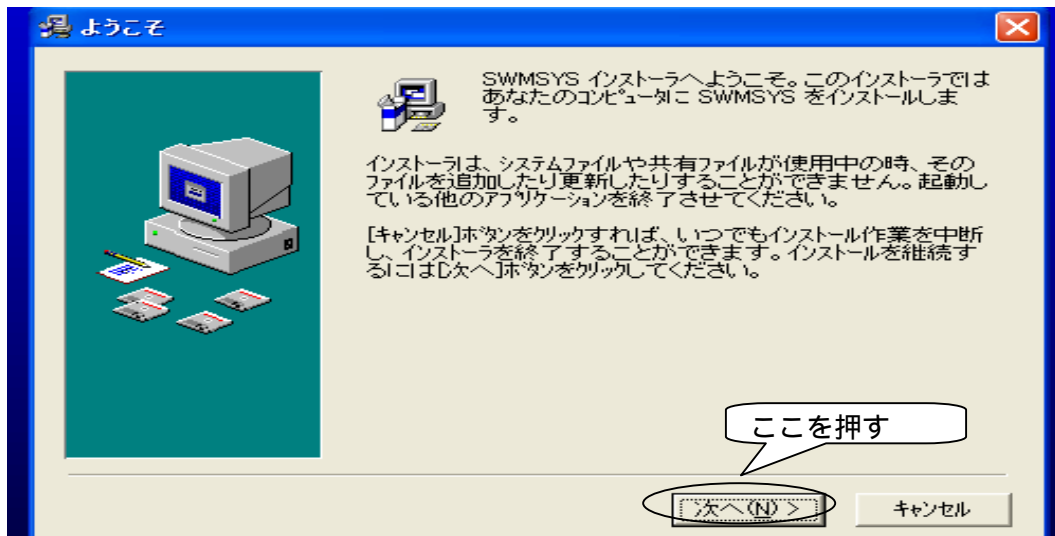 ようこそ
SWMSYS インストーラへようこそ。このインストーラでは
あなたのコンピュータに SWMSYS をインストールしま
す。
インストーラは、システムファイルや共有ファイルが使用中の時、その
ファイルを追加したり更新したりすることができません。起動し
ている他のアプリケーションを終了させてください。
[キャンセル]ボタンをクリックすれば、いつでもインストール作業を中断
し、インストーラを終了することができます。インストールを継続す
るには[次へ]ボタンをクリックしてください。
ここを押す
次へ(N) >
キャンセル